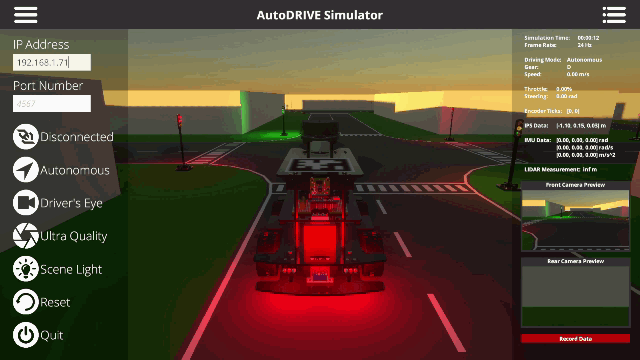 AutoDRIVE Simulator
IP Address
192.168.1.71
Port Number
4567
Disconnected
Autonomous
Driver's Eye
Ultra Quality
Scene Light
Reset
Quit
Simulation Time: 00:00:12
Frame Rate: 24 Hz
Driving Mode: Autonomous
Gear: D
Speed: 0.00 m/s
Throttle: 0.00%
Steering: 0.00 rad
Encoder Ticks: [0, 0]
IPS Data: [-1.10, 0.15, 0.03] m
IMU Data: [0.00, 0.00, 0.00] rad
[0.00, 0.00, 0.00] rad/s
[0.00, 0.00, 0.00] m/s^2
LIDAR Measurement: inf m
Front Camera Preview
Rear Camera Preview
Record Data